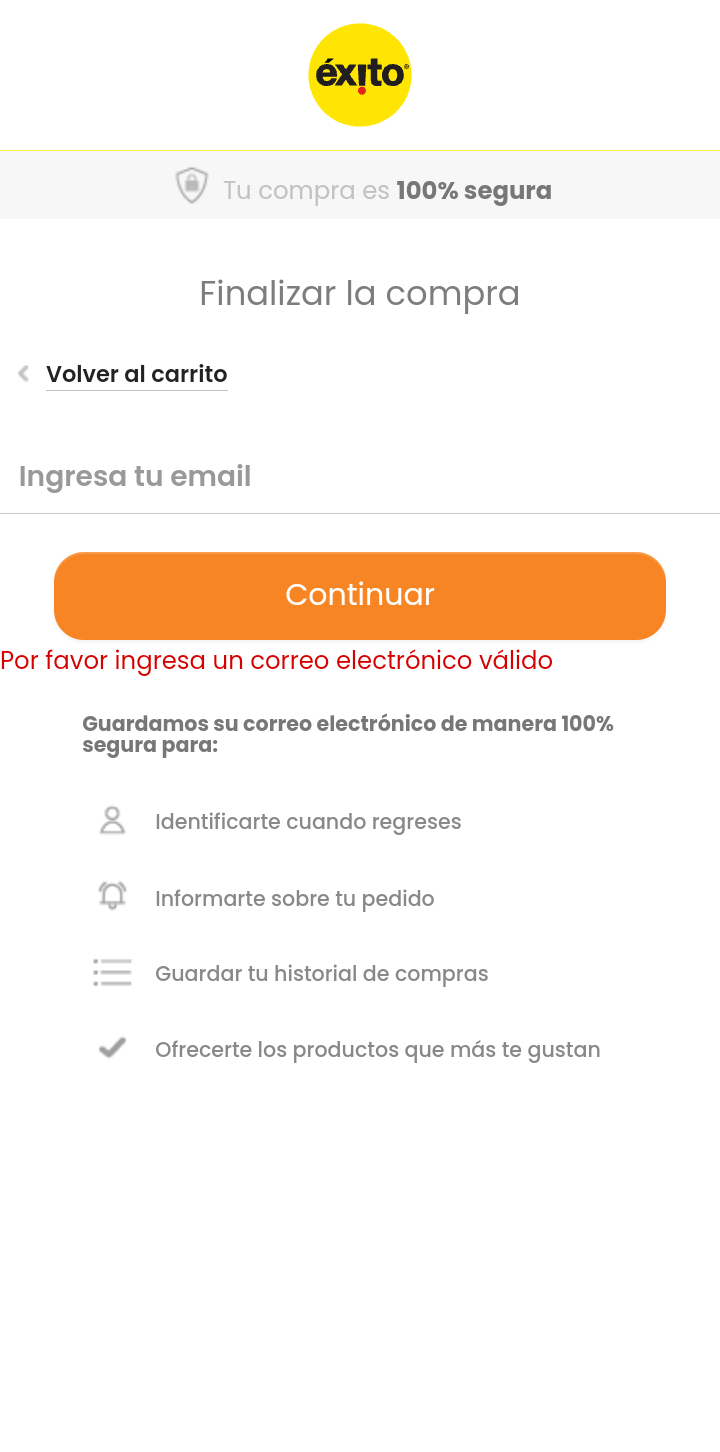 éxito
Tu compra es 100% segura
Finalizar la compra
Volver al carrito
Ingresa tu email
Continuar
Por favor ingresa un correo electrónico válido
Guardamos su correo electrónico de manera 100%
segura para:
Identificarte cuando regreses
Informarte sobre tu pedido
Guardar tu historial de compras
Ofrecerte los productos que más te gustan